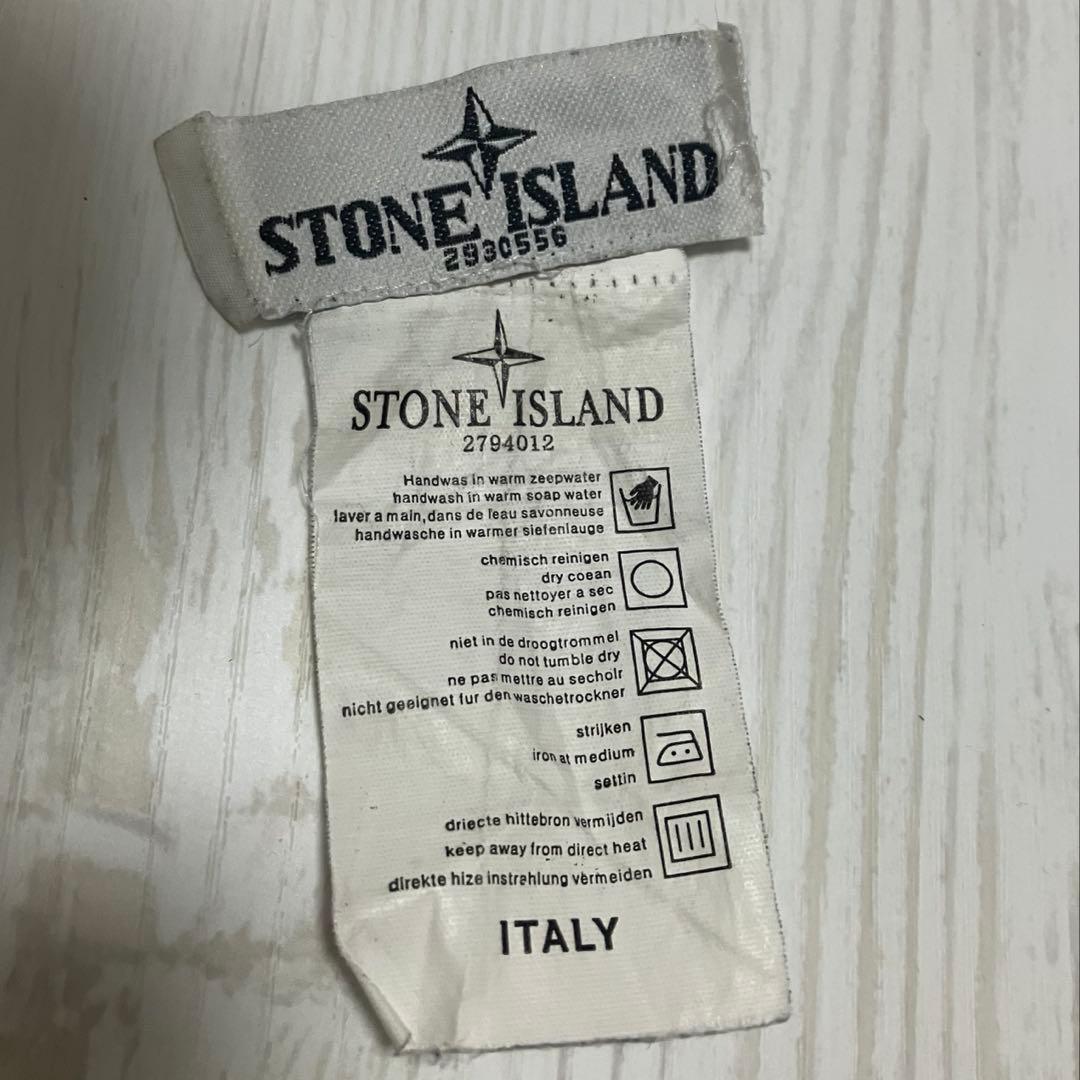 STONE ISLAND
2930556
STONE ISLAND
2794012
Handwas in warm zeepwater
handwash in warm soap water
laver a main,dans de l'eau savonneuse
handwasche in warmer siefenlauge
chemisch reinigen
dry coean
pas nettoyer a sec
chemisch reinigen
niet in de droogtrommel
do not tumble dry
ne pas mettre au secholr
nicht geeignet fur den waschetrockner
strijken
iron at medium
settin
driecte hittebron vermijden
keep away from direct heat
direkte hize instrahlung vermeiden
ITALY